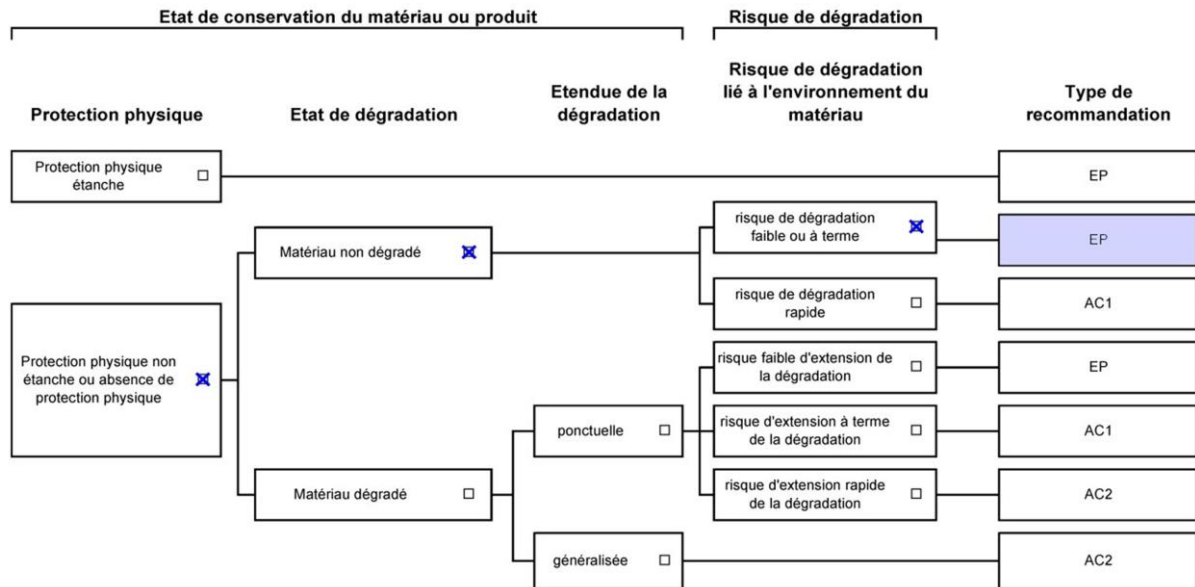 Etat de conservation du matériau ou produit
Risque de dégradation
Protection physique
Etat de dégradation
Etendue de la
dégradation
Risque de dégradation
lié à l'environnement du
matériau
Type de
recommandation
Protection physique
étanche
EP
risque de dégradation
faible ou à terme
Matériau non dégradé
EP
risque de dégradation
rapide
AC1
Protection physique non
étanche ou absence de
protection physique
risque faible d'extension de
la dégradation
EP
ponctuelle
risque d'extension à terme
de la dégradation
AC1
Matériau dégradé
risque d'extension rapide
de la dégradation
AC2
généralisée
AC2